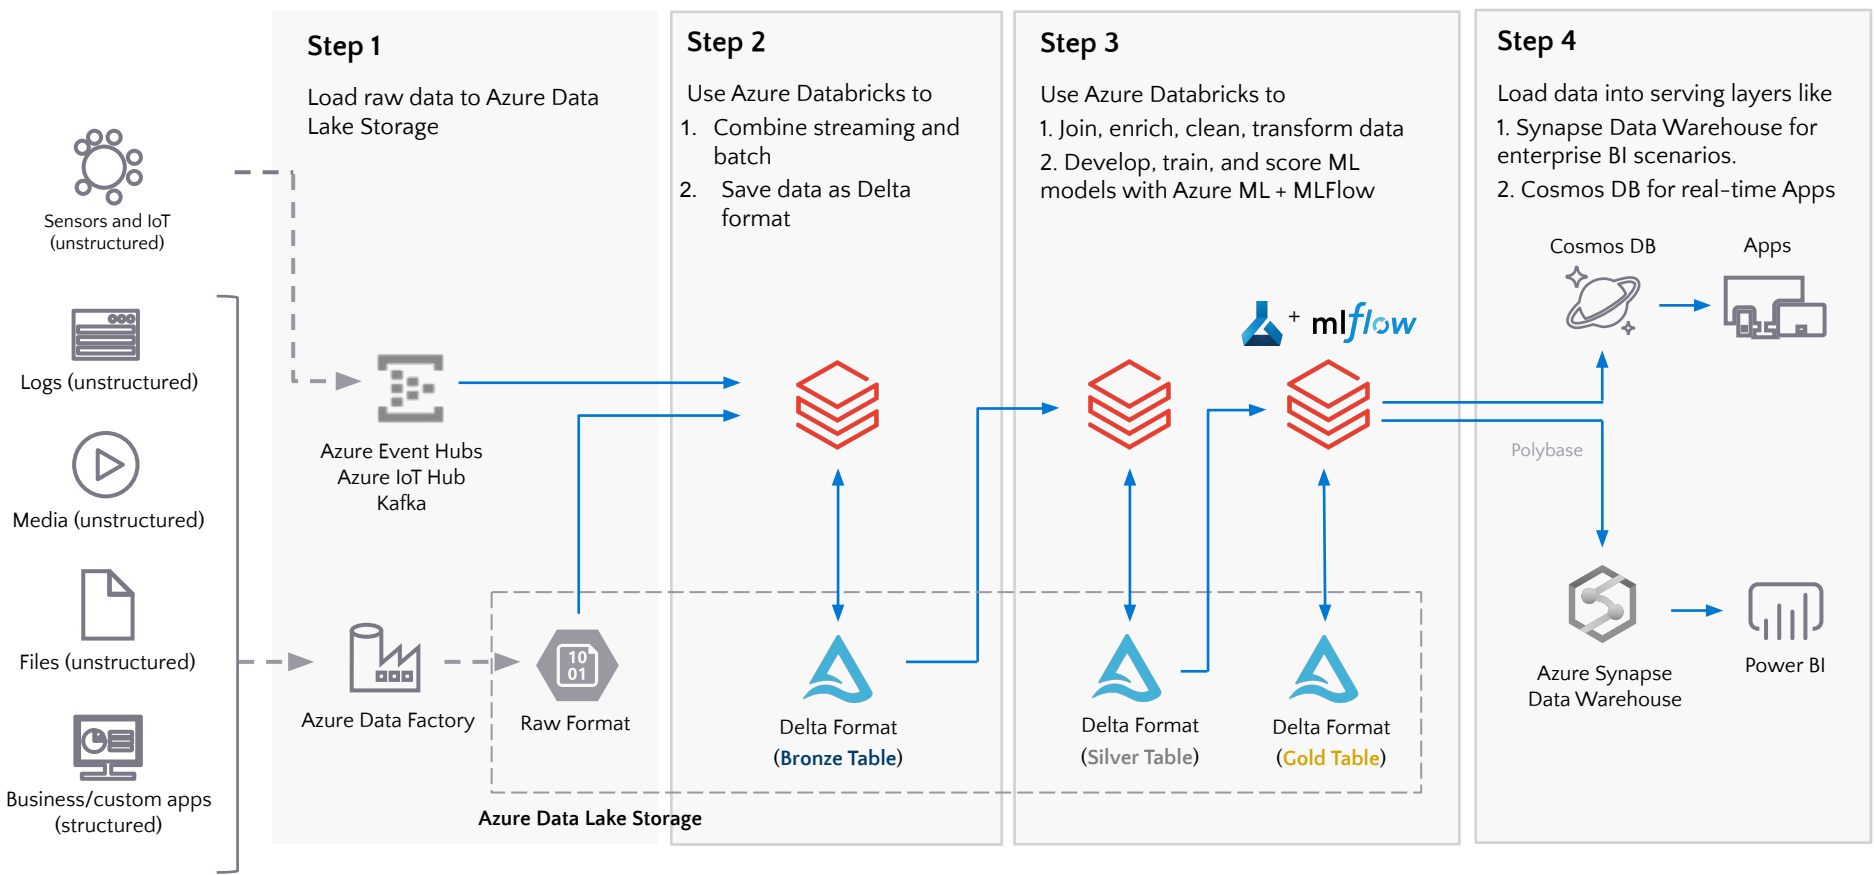 Step 1
Load raw data to Azure Data
Lake Storage
Step 2
Use Azure Databricks to
1. Combine streaming and
batch
2. Save data as Delta
format
Step 3
Use Azure Databricks to
1. Join, enrich, clean, transform data
2. Develop, train, and score ML
models with Azure ML + MLFlow
Step 4
Load data into serving layers like
1. Synapse Data Warehouse for
enterprise BI scenarios.
2. Cosmos DB for real-time Apps
Sensors and IoT
(unstructured)
Logs (unstructured)
Media (unstructured)
Files (unstructured)
Business/custom apps
(structured)
Azure Event Hubs
Azure IoT Hub
Kafka
Azure Data Factory
10
01
Raw Format
Delta Format
(Bronze Table)
Delta Format
(Silver Table)
+ mlflow
Delta Format
(Gold Table)
Azure Data Lake Storage
Cosmos DB
Apps
Polybase
Azure Synapse
Data Warehouse
Power BI